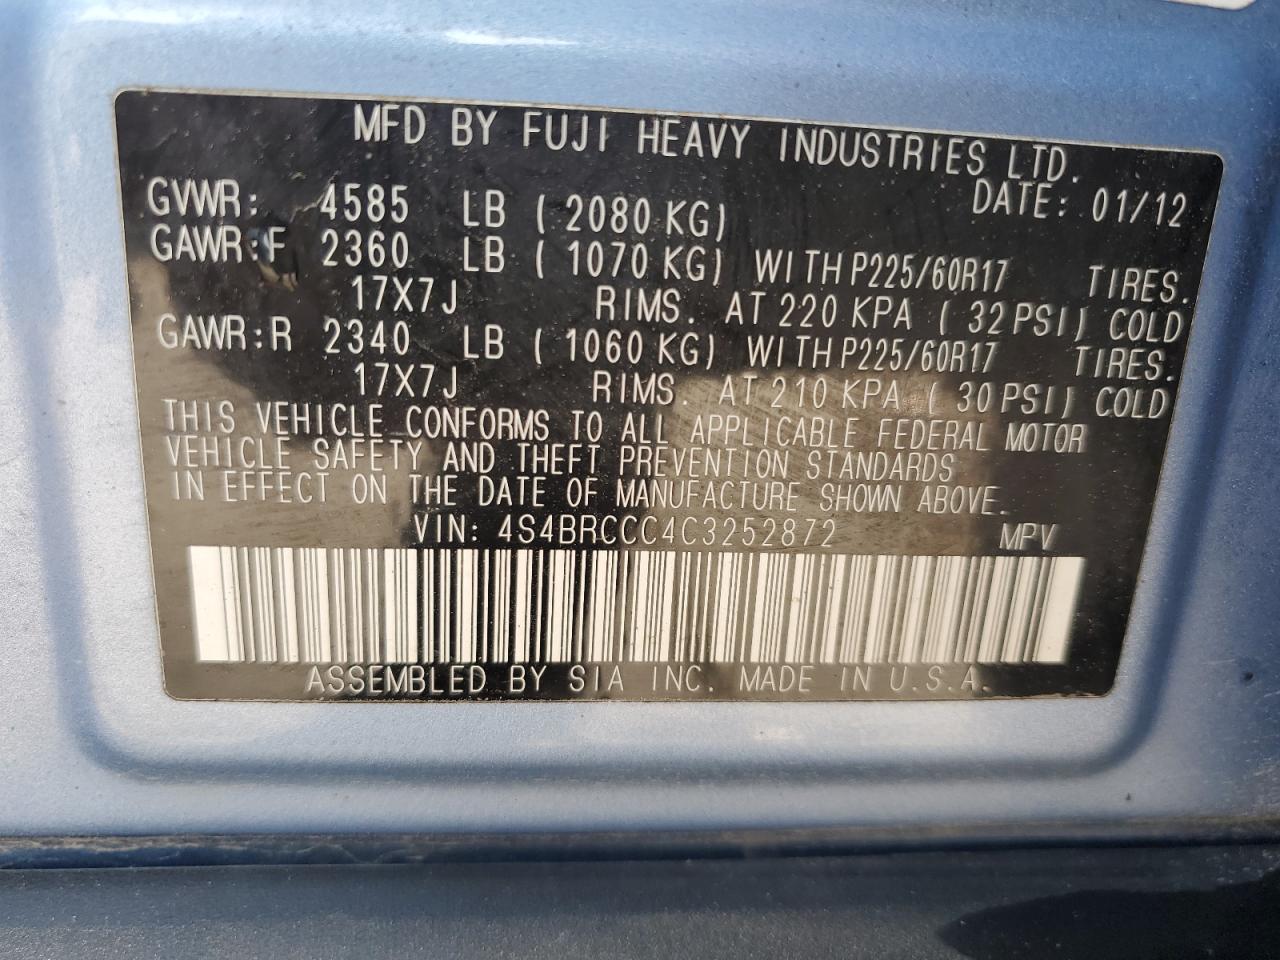 MFD BY FUJI HEAVY INDUSTRIES LTD.
DATE: 01/12
GVWR: 4585 LB ( 2080 KG)
GAWR:F 2360 LB ( 1070 KG) WITH P225/60R17 TIRES.
17X7J RIMS. AT 220 KPA ( 32 PSI) COLD
GAWR:R 2340 LB ( 1060 KG) WITH P225/60R17 TIRES.
17X7J RIMS. AT 210 KPA ( 30 PSI) COLD
THIS VEHICLE CONFORMS TO ALL APPLICABLE FEDERAL MOTOR
VEHICLE SAFETY AND THEFT PREVENTION STANDARDS
IN EFFECT ON THE DATE OF MANUFACTURE SHOWN ABOVE.
VIN: 4S4BRCCC4C3252872 MPV
ASSEMBLED BY SIA INC. MADE IN U.S.A.